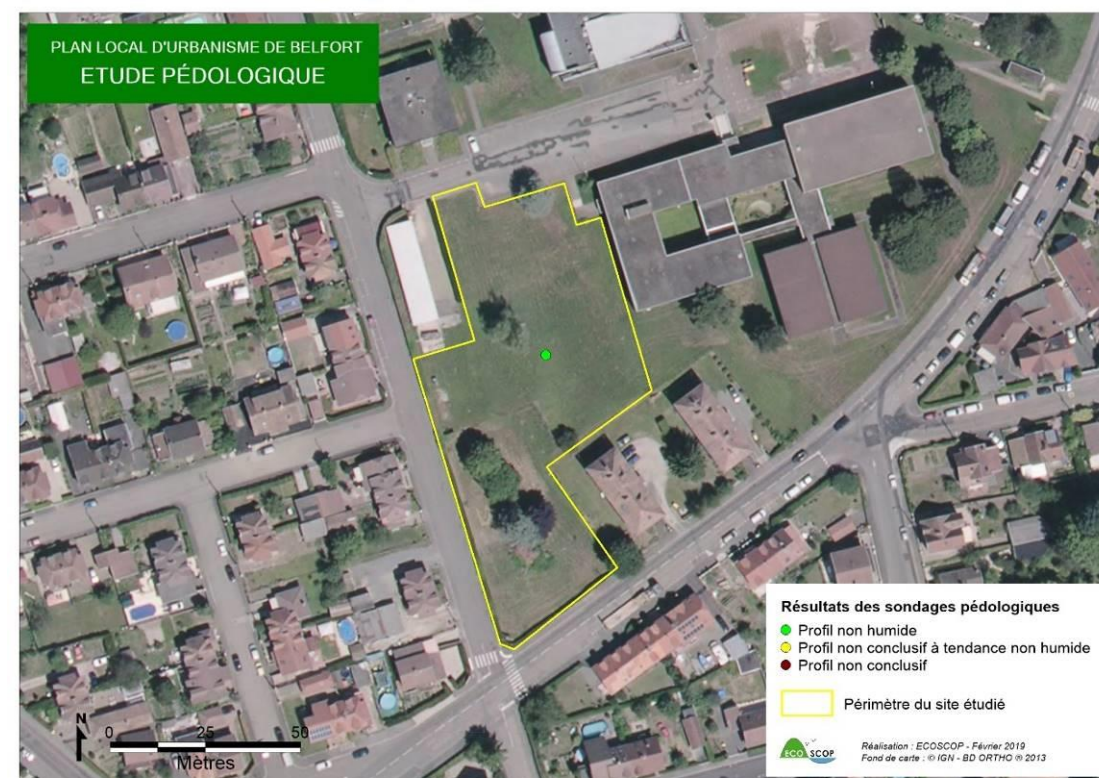 PLAN LOCAL D'URBANISME DE BELFORT
ETUDE PÉDOLOGIQUE
Résultats des sondages pédologiques
Profil non humide
Profil non conclusif à tendance non humide
Profil non conclusif
Périmètre du site étudié
ECO SCOP
Réalisation : ECOSCOP - Février 2019
Fond de carte : © IGN - BD ORTHO ® 2013
N
0 25 50
Mètres